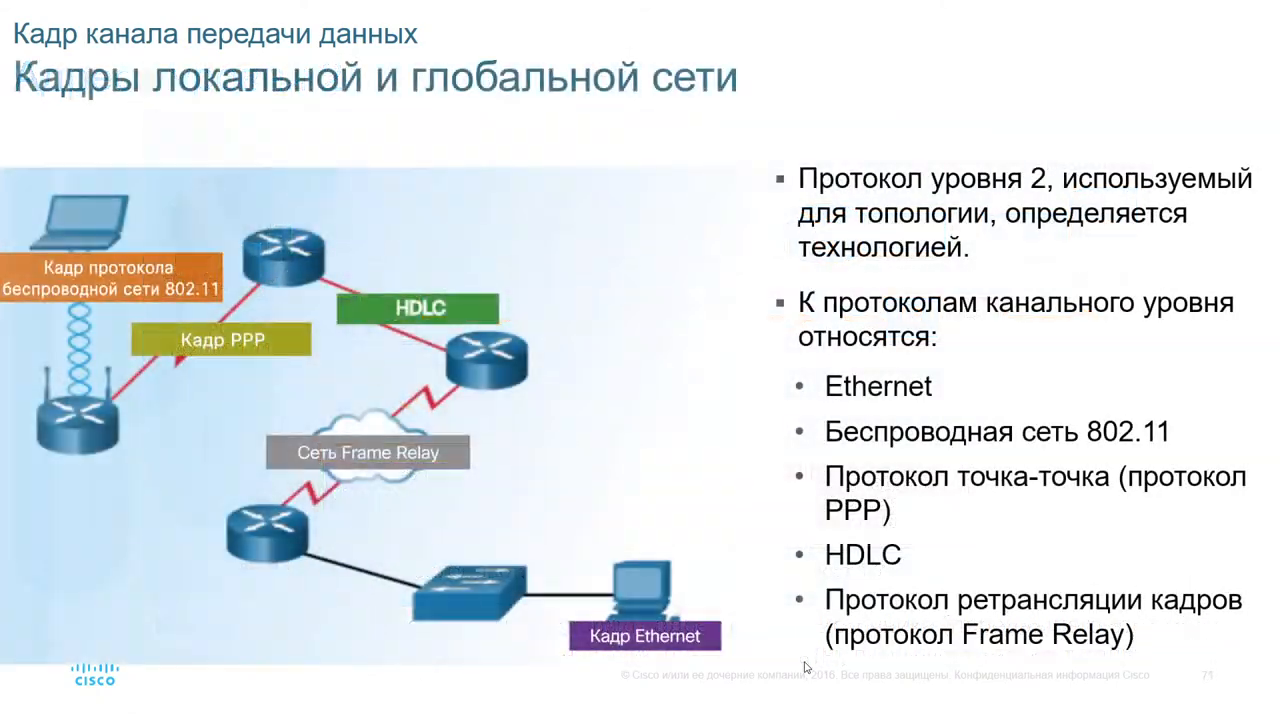 Кадр канала передачи данных
Кадры локальной и глобальной сети
Кадр протокола
беспроводной сети 802.11
Кадр PPP
HDLC
Сеть Frame Relay
Кадр Ethernet
Протокол уровня 2, используемый
для топологии, определяется
технологией.
К протоколам канального уровня
относятся:
Ethernet
Беспроводная сеть 802.11
Протокол точка-точка (протокол
PPP)
HDLC
Протокол ретрансляции кадров
(протокол Frame Relay)
CISCO
© Cisco и/или ее дочерние компании, 2016. Все права защищены. Конфиденциальная информация Cisco
71